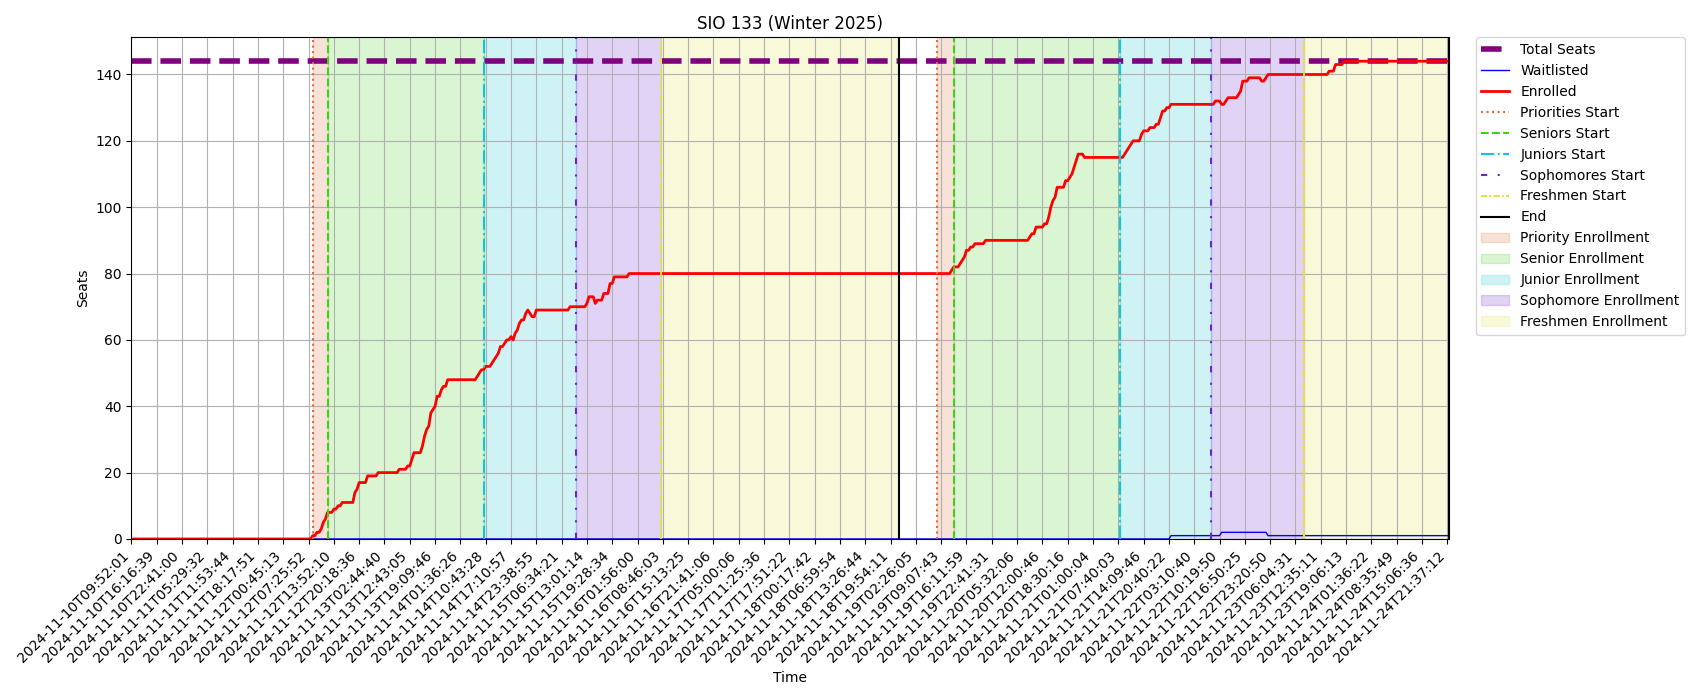 SIO 133 (Winter 2025)
Seats
140
120
100
80
60
40
20
0
2024-11-10T09:52:01
2024-11-10T16:16:39
2024-11-10T22:41:00
2024-11-11T05:29:32
2024-11-11T11:53:44
2024-11-11T18:17:51
2024-11-12T00:45:13
2024-11-12T07:25:52
2024-11-12T13:52:10
2024-11-12T20:18:36
2024-11-13T02:44:40
2024-11-13T12:43:05
2024-11-13T19:09:46
2024-11-14T01:36:26
2024-11-14T10:43:28
2024-11-14T17:10:57
2024-11-14T23:38:55
2024-11-15T06:34:21
2024-11-15T13:01:14
2024-11-15T19:28:34
2024-11-16T01:56:00
2024-11-16T08:46:03
2024-11-16T15:13:25
2024-11-16T21:41:06
2024-11-17T05:00:06
2024-11-17T11:25:36
2024-11-17T17:51:22
2024-11-18T00:17:42
2024-11-18T06:59:54
2024-11-18T13:26:44
2024-11-18T19:54:11
2024-11-19T02:26:05
2024-11-19T09:07:43
2024-11-19T16:11:59
2024-11-19T22:41:31
2024-11-20T05:32:06
2024-11-20T12:00:46
2024-11-20T18:30:16
2024-11-21T01:00:04
2024-11-21T07:40:03
2024-11-21T14:09:46
2024-11-21T20:40:22
2024-11-22T03:10:40
2024-11-22T10:19:50
2024-11-22T16:50:25
2024-11-22T23:20:50
2024-11-23T06:04:31
2024-11-23T12:35:11
2024-11-23T19:06:13
2024-11-24T01:36:22
2024-11-24T08:35:49
2024-11-24T15:06:36
2024-11-24T21:37:12
Time
Total Seats
Waitlisted
Enrolled
Priorities Start
Seniors Start
Juniors Start
Sophomores Start
Freshmen Start
End
Priority Enrollment
Senior Enrollment
Junior Enrollment
Sophomore Enrollment
Freshmen Enrollment